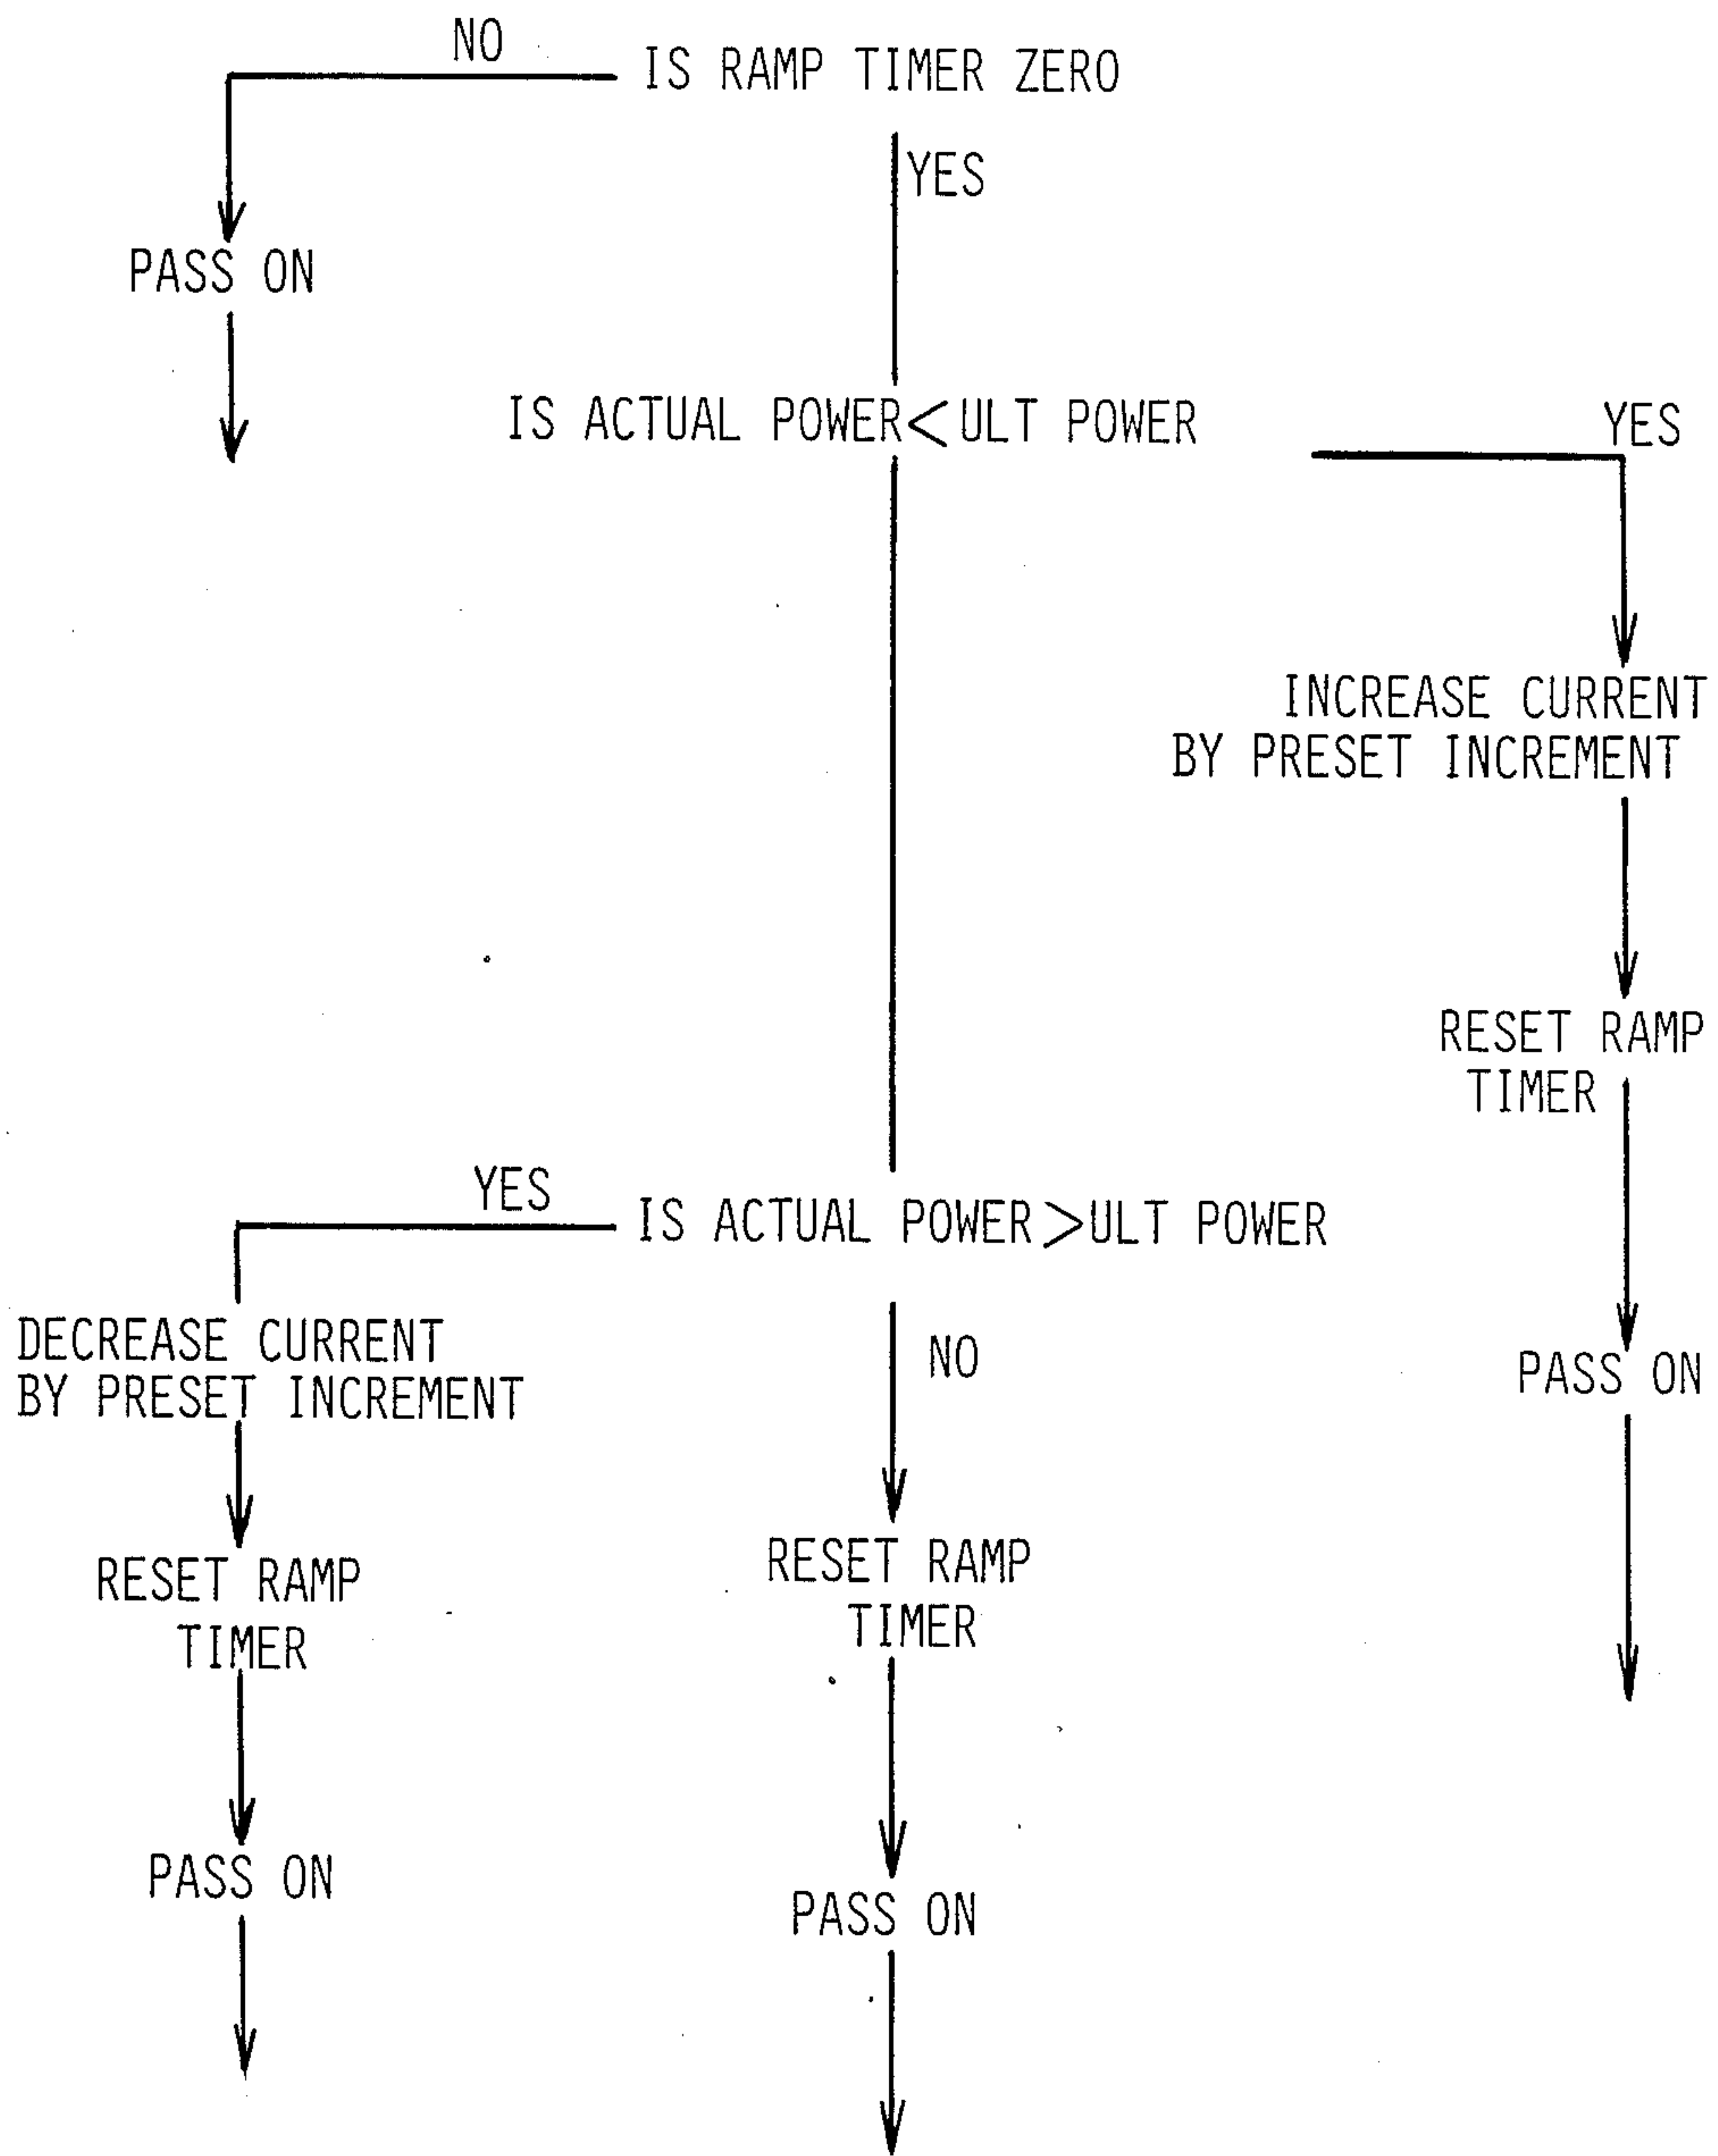 NO
IS RAMP TIMER ZERO
YES
PASS ON
IS ACTUAL POWER<ULT POWER
YES
INCREASE CURRENT
BY PRESET INCREMENT
RESET RAMP
TIMER
YES
IS ACTUAL POWER>ULT POWER
DECREASE CURRENT
BY PRESET INCREMENT
NO
PASS ON
RESET RAMP
TIMER
RESET RAMP
TIMER
PASS ON
PASS ON